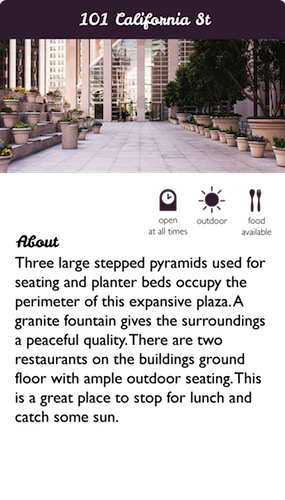 101 California St
open
at all times
outdoor
food
available
About
Three large stepped pyramids used for
seating and planter beds occupy the
perimeter of this expansive plaza. A
granite fountain gives the surroundings
a peaceful quality. There are two
restaurants on the buildings ground
floor with ample outdoor seating. This
is a great place to stop for lunch and
catch some sun.